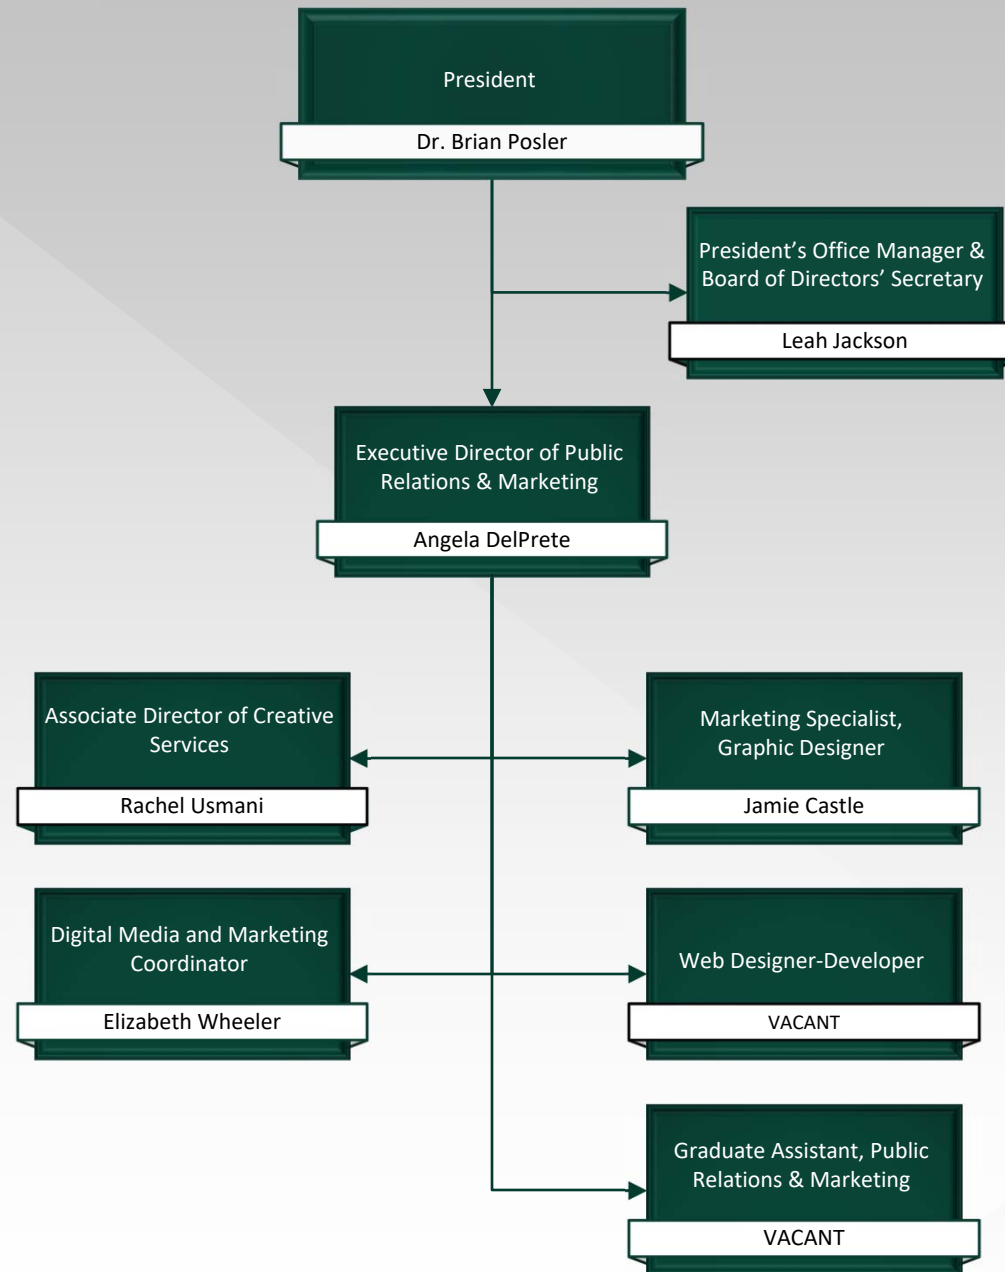 President
Dr. Brian Posler
President’s Office Manager &
Board of Directors’ Secretary
Leah Jackson
Executive Director of Public
Relations & Marketing
Angela DelPrete
Associate Director of Creative
Services
Rachel Usmani
Marketing Specialist,
Graphic Designer
Jamie Castle
Digital Media and Marketing
Coordinator
Elizabeth Wheeler
Web Designer-Developer
VACANT
Graduate Assistant, Public
Relations & Marketing
VACANT